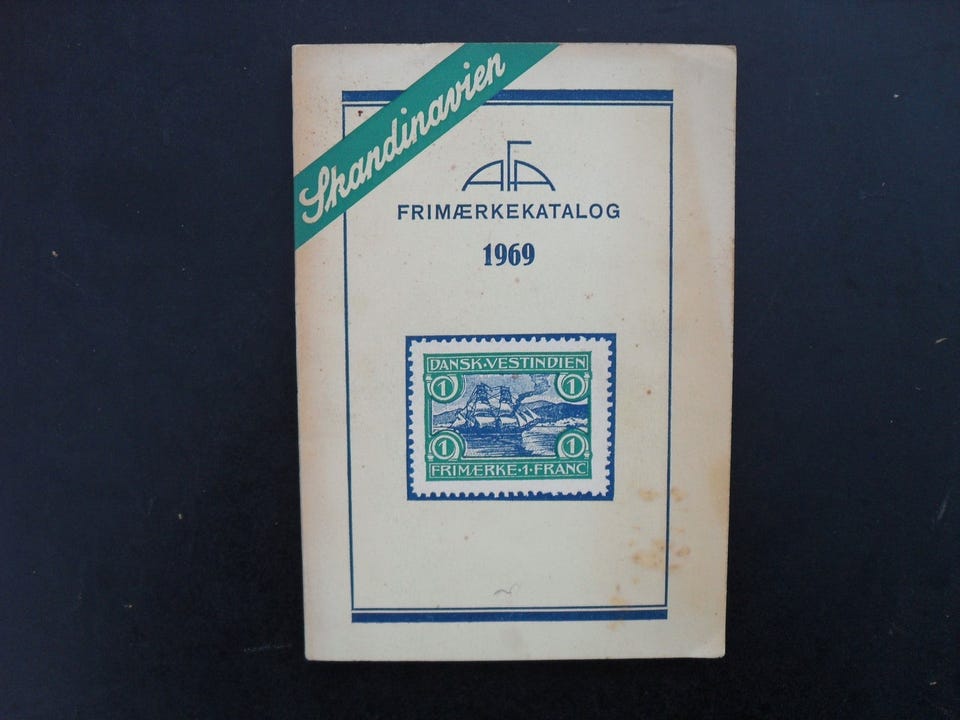 Skandinavien
AFA
FRIMÆRKEKATALOG
1969
DANSK·VESTINDIEN
1 1
1 1
FRIMÆRKE·1·FRANC